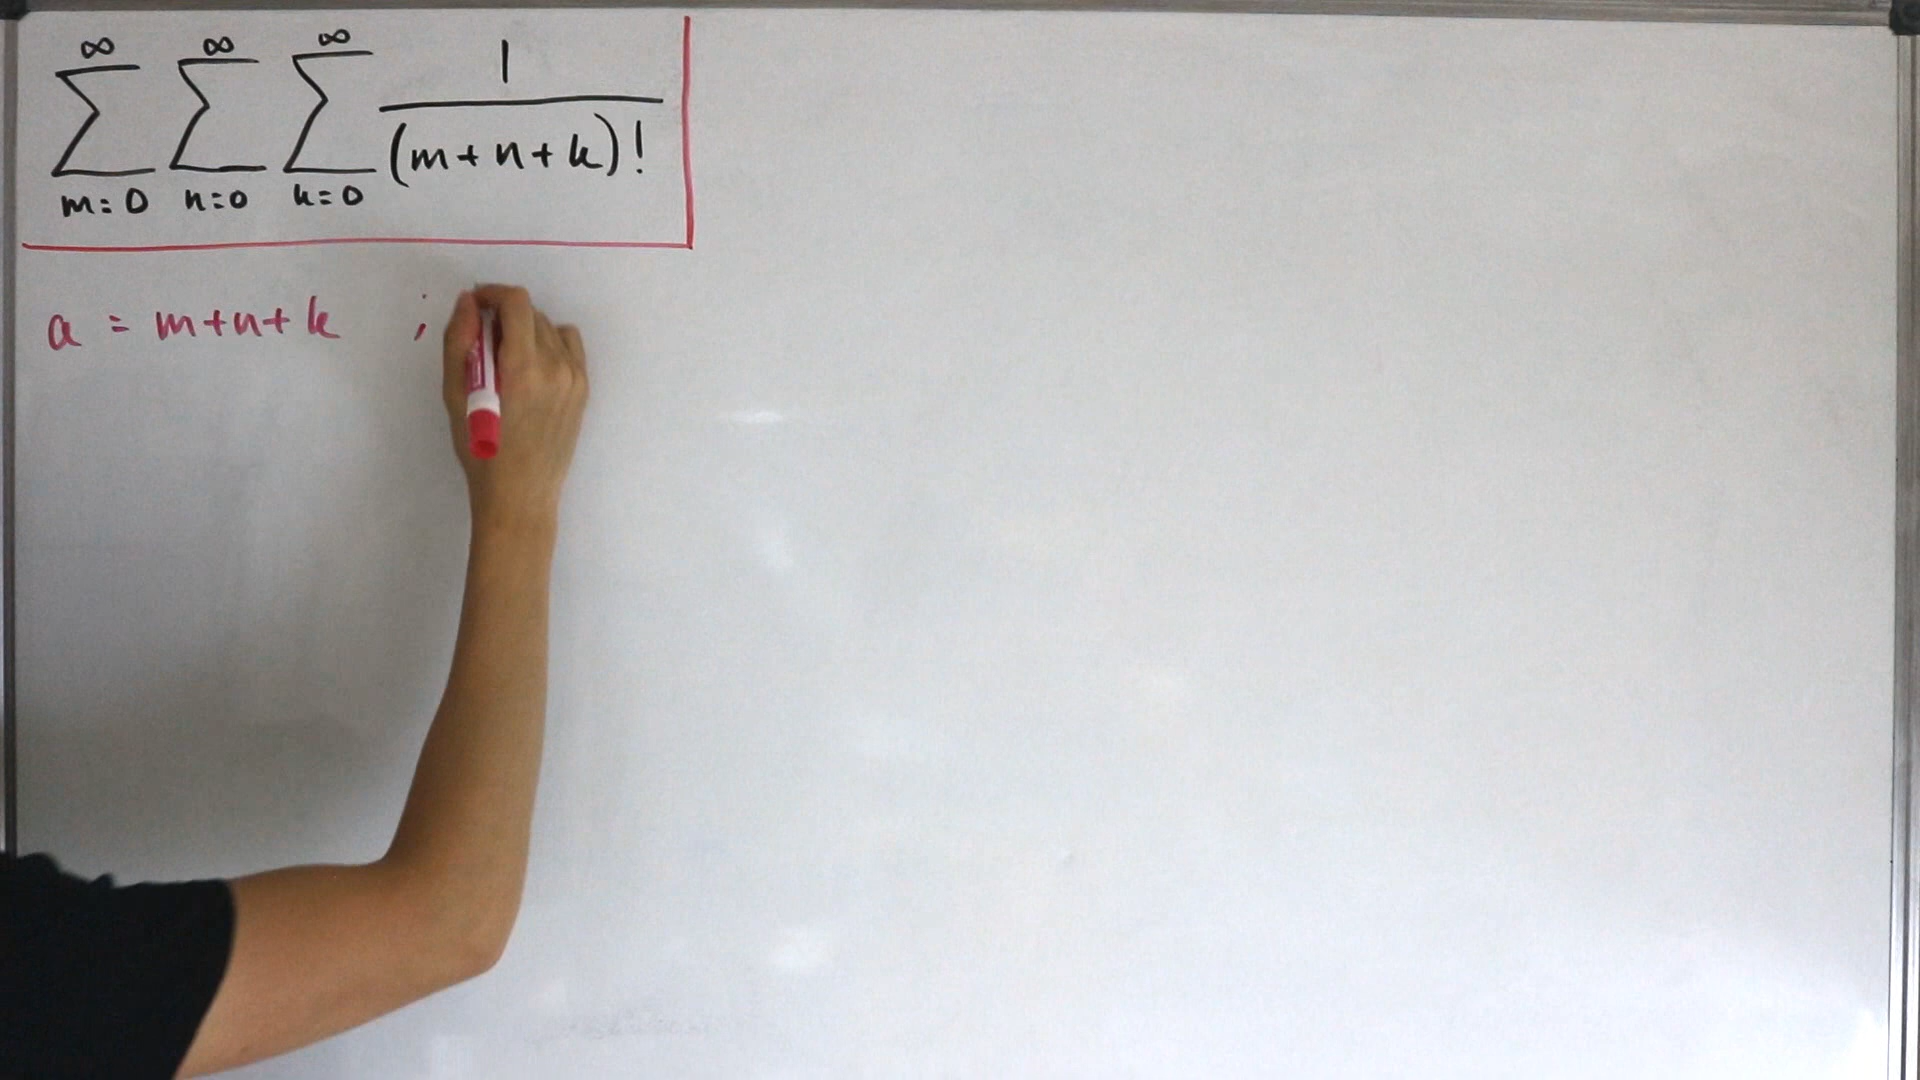 ∞ ∞ ∞
∑ ∑ ∑ 1/(m+n+k)!
m=0 n=0 k=0
a = m+n+k ;